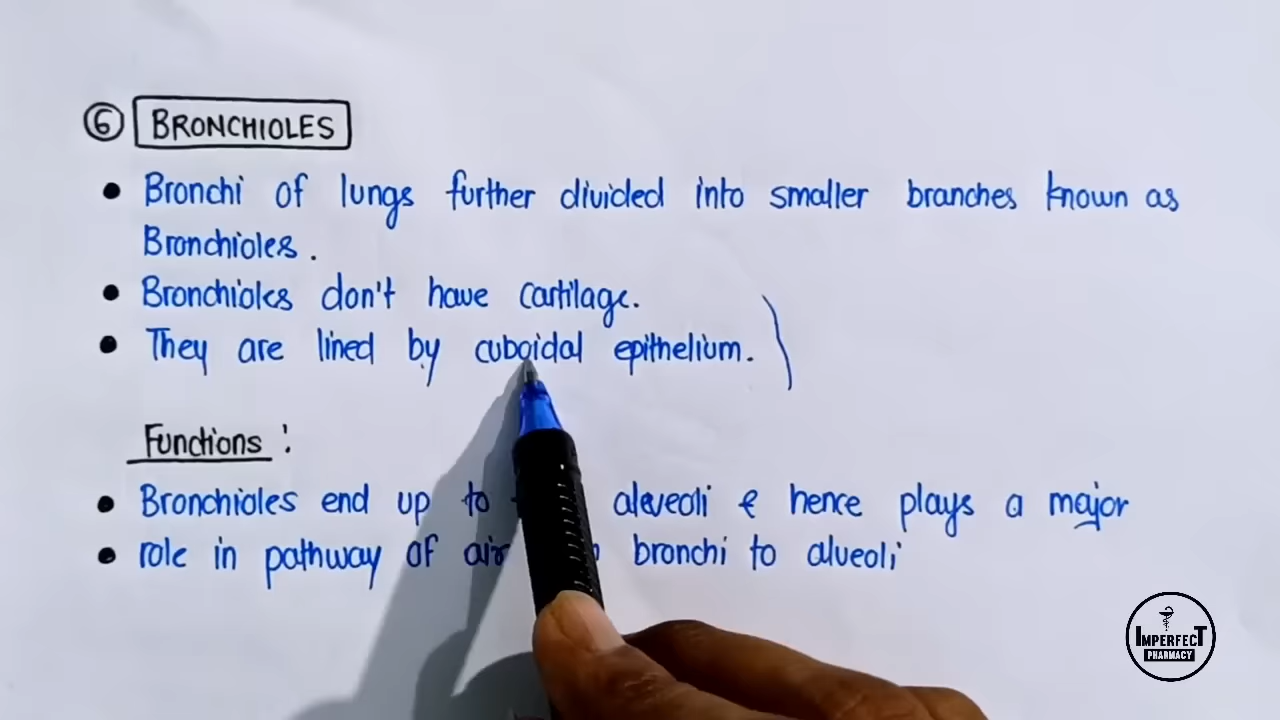 ⑥ BRONCHIOLES
• Bronchi of lungs further divided into smaller branches known as
Bronchioles.
• Bronchioles don't have cartilage.
• They are lined by cuboidal epithelium.
Functions :
• Bronchioles end up to alveoli & hence plays a major
• role in pathway of air bronchi to alveoli
IMPERFECT
PHARMACY